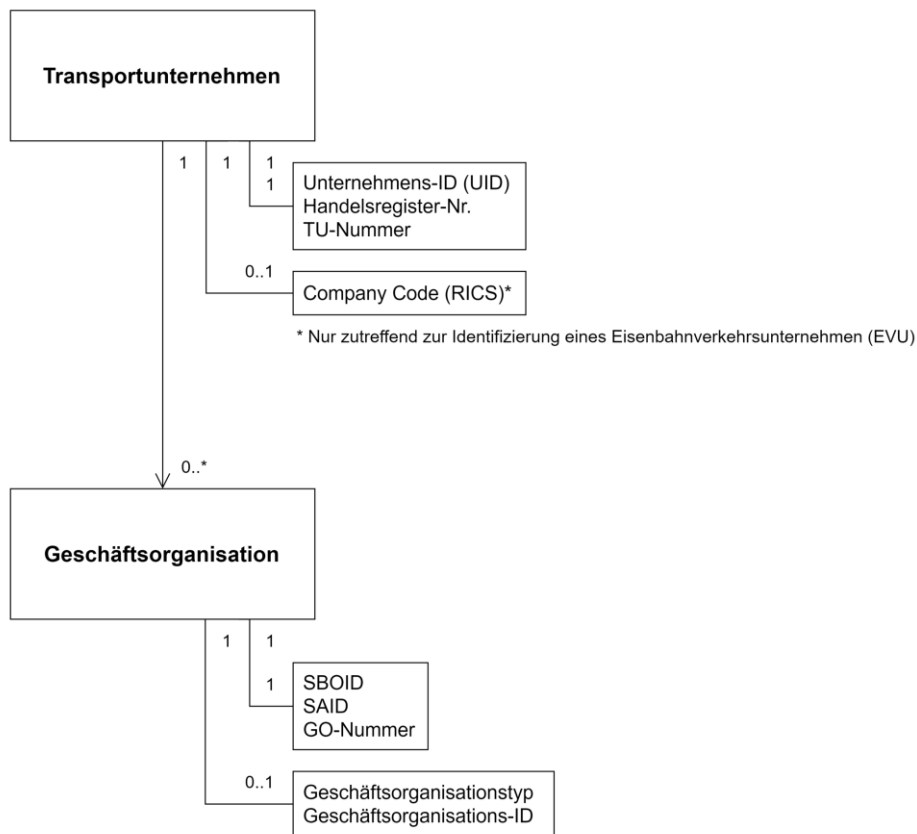 Transportunternehmen
1 1 1
1
Unternehmens-ID (UID)
Handelsregister-Nr.
TU-Nummer
0..1
Company Code (RICS)*
* Nur zutreffend zur Identifizierung eines Eisenbahnverkehrsunternehmen (EVU)
0..*
Geschäftsorganisation
1 1
1
SBOID
SAID
GO-Nummer
0..1
Geschäftsorganisationstyp
Geschäftsorganisations-ID